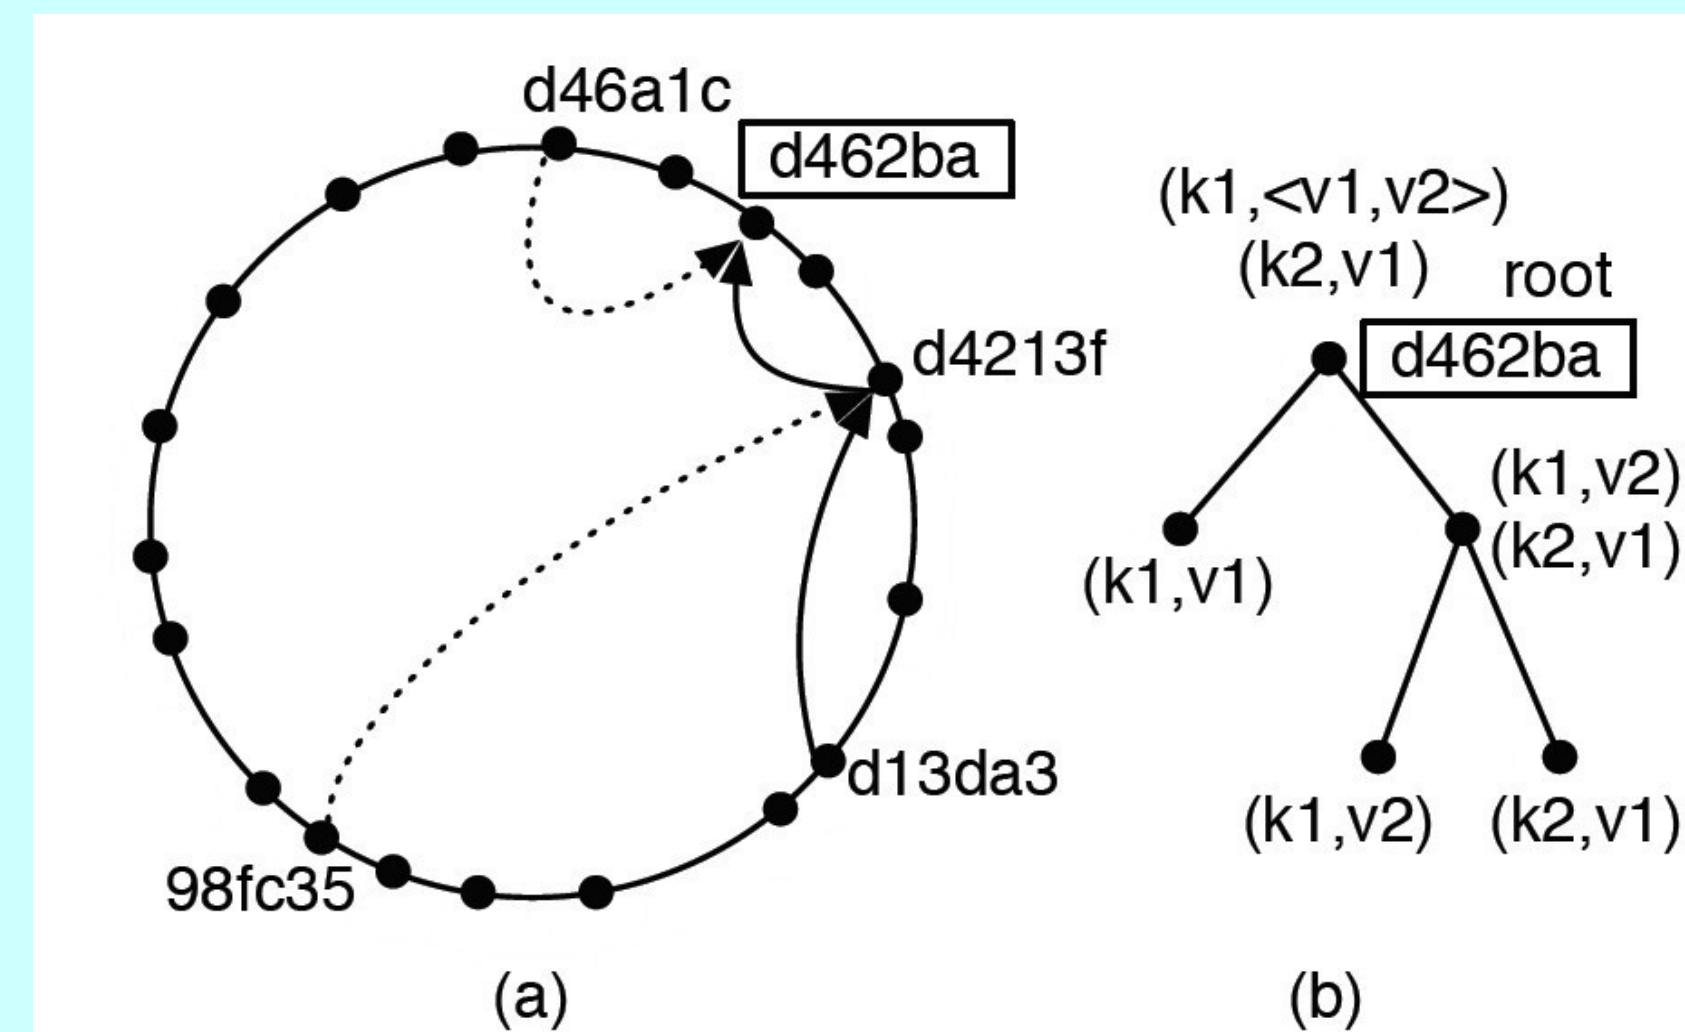 d46a1c
d462ba
d4213f
d13da3
98fc35
(a)
(k1,<v1,v2>)
(k2,v1)
root
d462ba
(k1,v2)
(k2,v1)
(k1,v1)
(k1,v2)
(k2,v1)
(b)